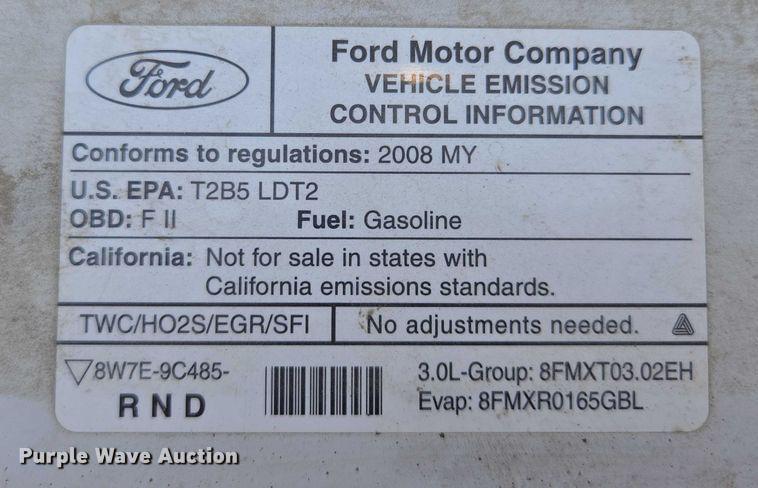 Ford
Ford Motor Company
VEHICLE EMISSION
CONTROL INFORMATION
Conforms to regulations: 2008 MY
U.S. EPA: T2B5 LDT2
OBD: F II Fuel: Gasoline
California: Not for sale in states with
California emissions standards.
TWC/HO2S/EGR/SFI No adjustments needed.
8W7E-9C485- 3.0L-Group: 8FMXT03.02EH
RND Evap: 8FMXR0165GBL
Purple Wave Auction